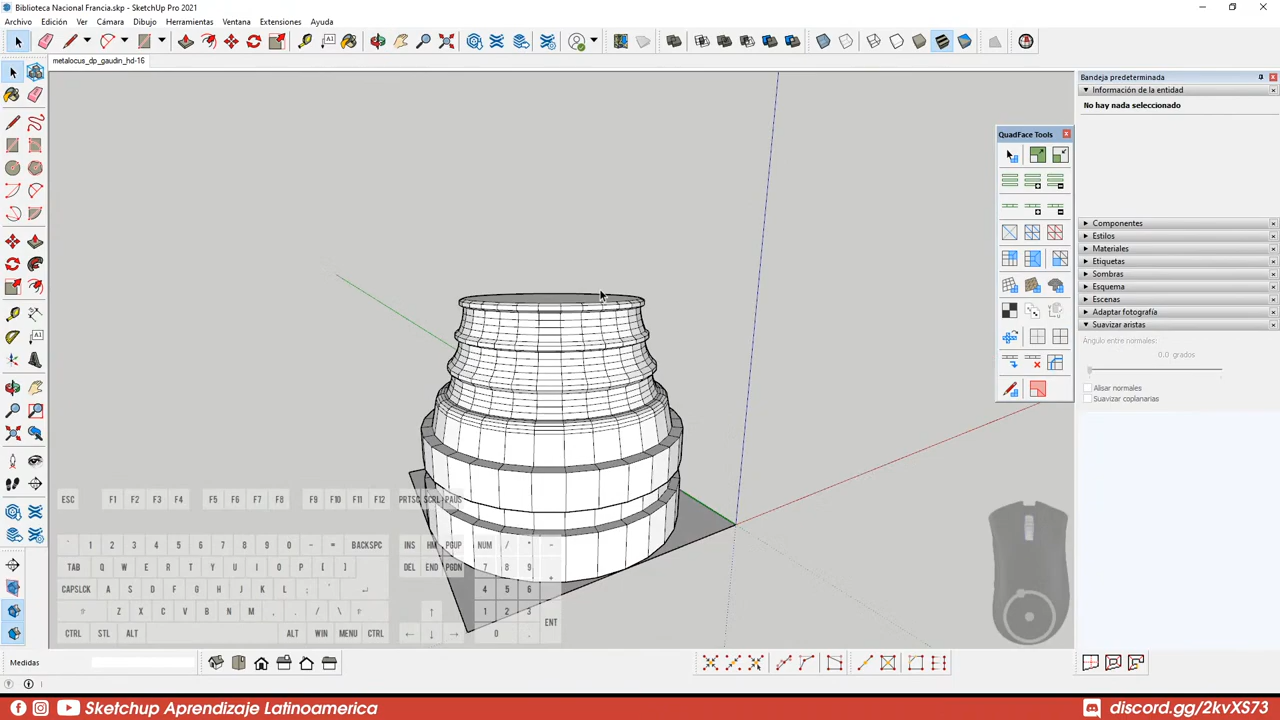 Biblioteca Nacional Francia.skp - SketchUp Pro 2021
Archivo Edición Ver Cámara Dibujo Herramientas Ventana Extensiones Ayuda
metalocus_dp_gaudin_hd-16
Bandeja predeterminada
Información de la entidad
No hay nada seleccionado
QuadFace Tools
Componentes
Estilos
Materiales
Etiquetas
Sombras
Esquema
Escenas
Adaptar fotografía
Suavizar aristas
Angulo entre normales:
0.0 grados
Alisar normales
Suavizar coplanarias
ESC F1 F2 F3 F4 F5 F6 F7 F8 F9 F10 F11 F12 PRTSC SCRL PAUS
` 1 2 3 4 5 6 7 8 9 0 - = BACKSPC INS HM PGUP NUM / * -
TAB Q W E R T Y U I O P [ ] DEL END PGDN 7 8 9 +
CAPSLCK A S D F G H J K L ; ' 4 5 6
Z X C V B N M , . / ↑ 1 2 3 ENT
CTRL STL ALT ALT WIN MENU CTRL ← ↓ → 0 .
Medidas
Sketchup Aprendizaje Latinoamerica
discord.gg/2kvXS73